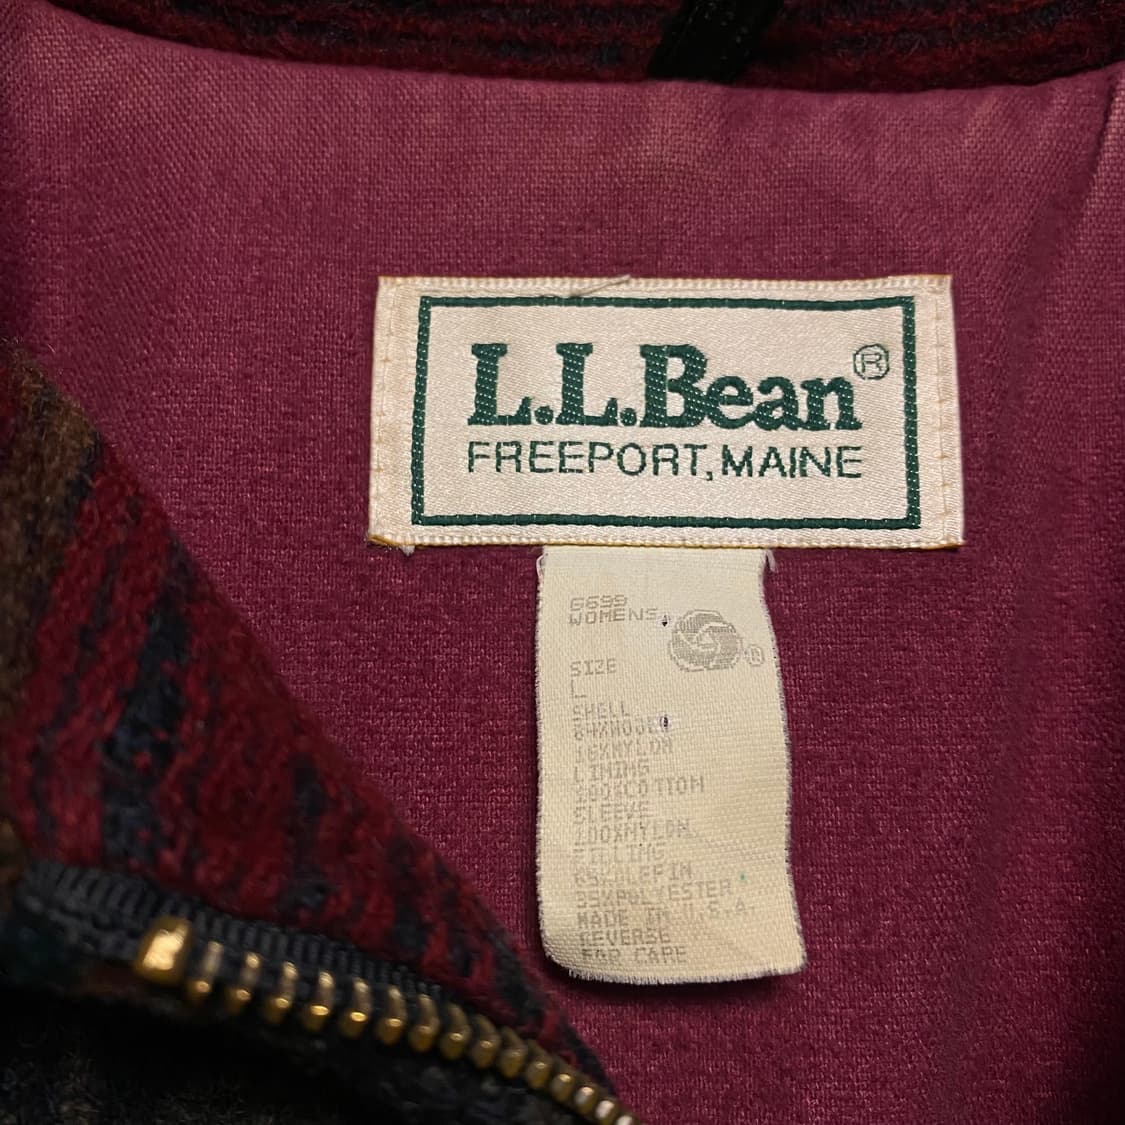 L.L.Bean®
FREEPORT, MAINE
G699
WOMENS
SIZE
L
SHELL
84%WOOL
16%NYLON
LINING
100%COTTON
SLEEVE
100%NYLON
FILLING
65%OLEFIN
35%POLYESTER
MADE IN U.S.A.
REVERSE
FOR CARE